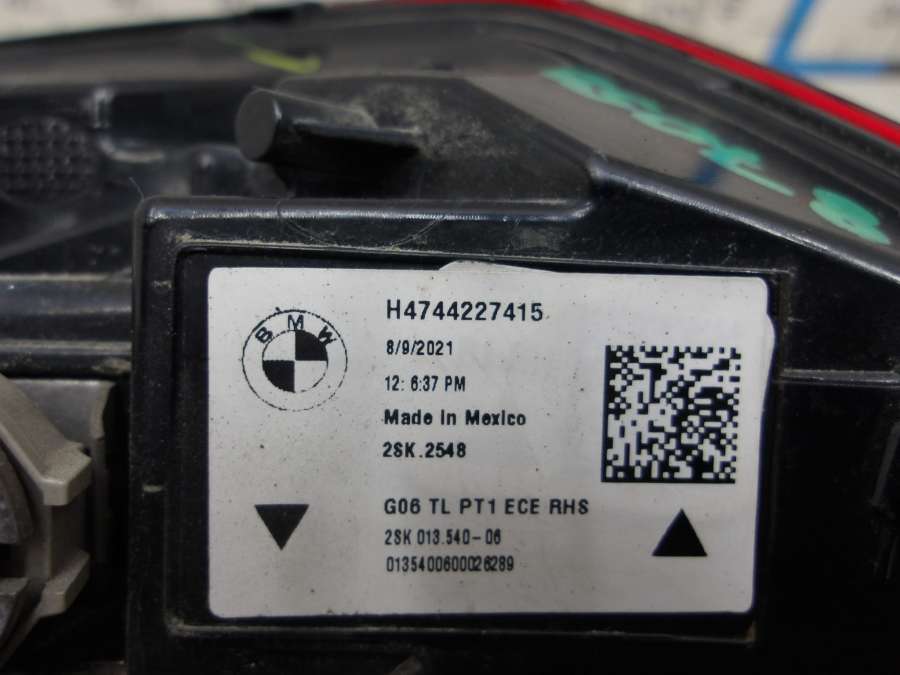 BMW
H4744227415
8/9/2021
12: 6:37 PM
Made in Mexico
2SK.2548
G06 TL PT1 ECE RHS
2SK 013.540-06
0135400600026289